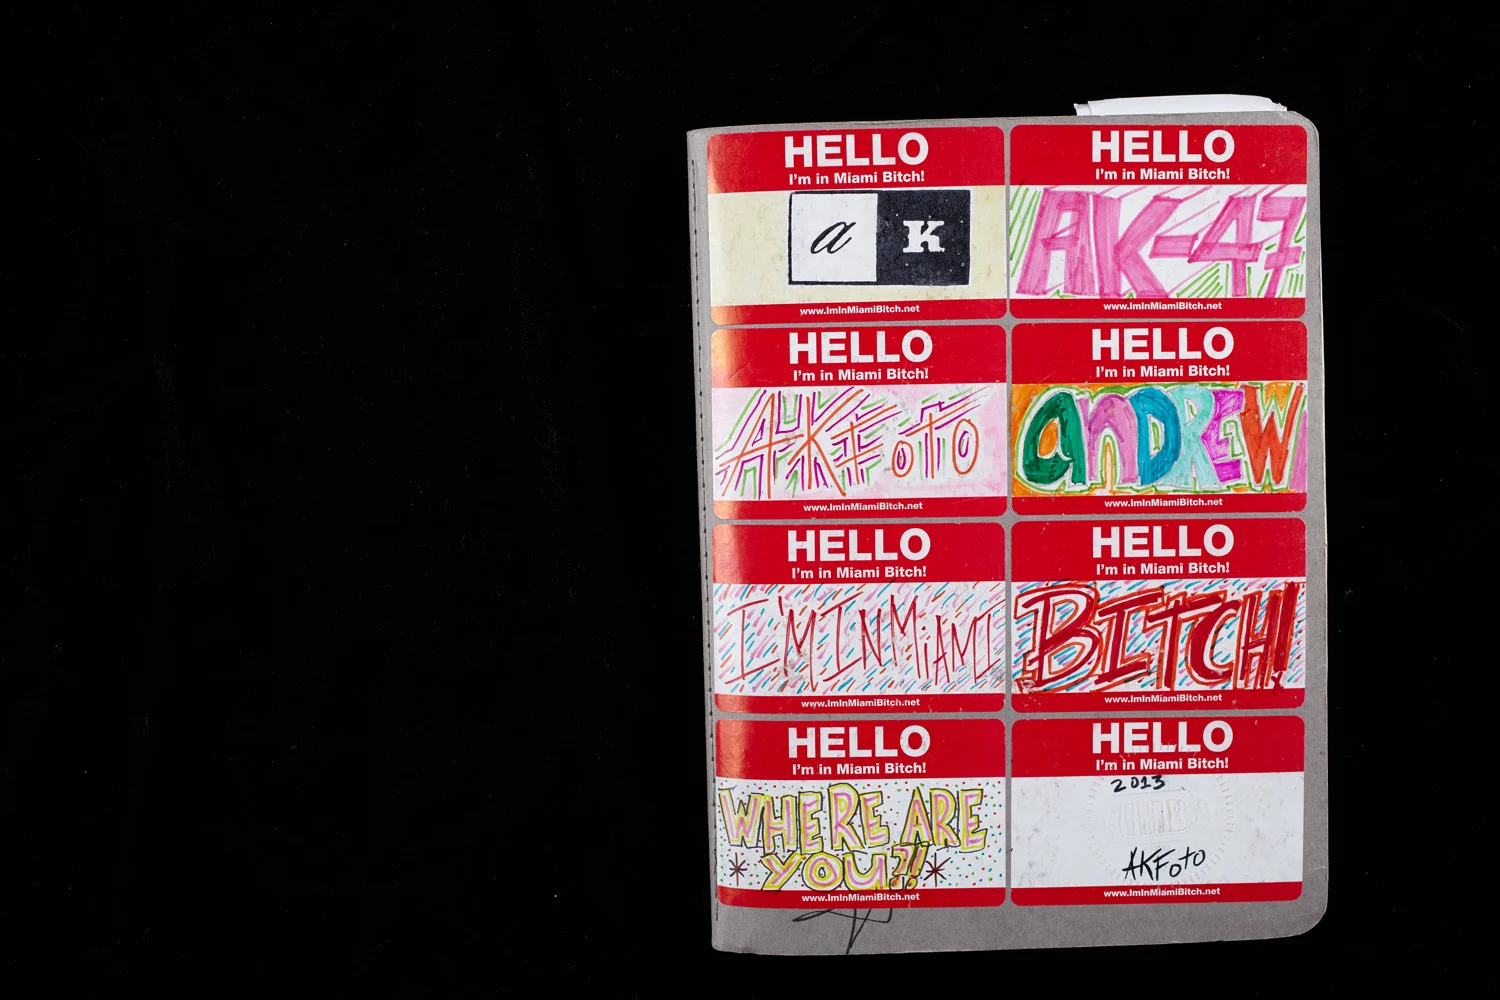 HELLO
I'm in Miami Bitch!
a K
www.ImInMiamiBitch.net
HELLO
I'm in Miami Bitch!
AK-47
www.ImInMiamiBitch.net
HELLO
I'm in Miami Bitch!
AKFoto
www.ImInMiamiBitch.net
HELLO
I'm in Miami Bitch!
anDREW
www.ImInMiamiBitch.net
HELLO
I'm in Miami Bitch!
I'M IN MiAMI
www.ImInMiamiBitch.net
HELLO
I'm in Miami Bitch!
BITCH!
www.ImInMiamiBitch.net
HELLO
I'm in Miami Bitch!
WHERE ARE
YOU?!
www.ImInMiamiBitch.net
HELLO
I'm in Miami Bitch!
2013
AKFoto
www.ImInMiamiBitch.net